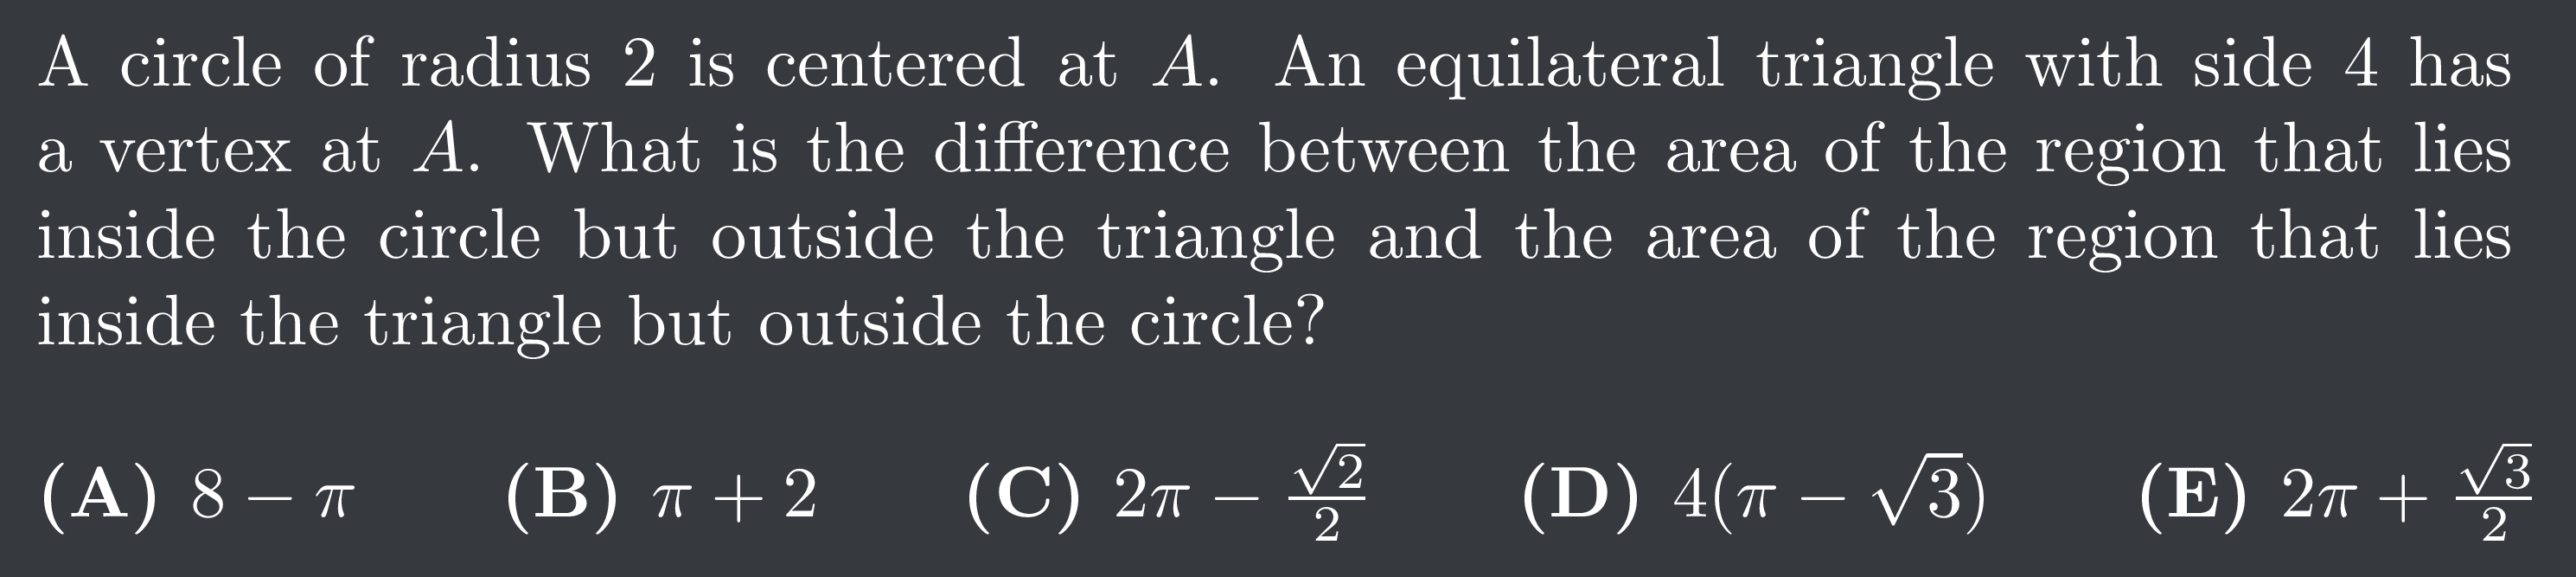 A circle of radius 2 is centered at A. An equilateral triangle with side 4 has
a vertex at A. What is the difference between the area of the region that lies
inside the circle but outside the triangle and the area of the region that lies
inside the triangle but outside the circle?
(A) 8 − π (B) π + 2 (C) 2π − √2/2 (D) 4(π − √3) (E) 2π + √3/2